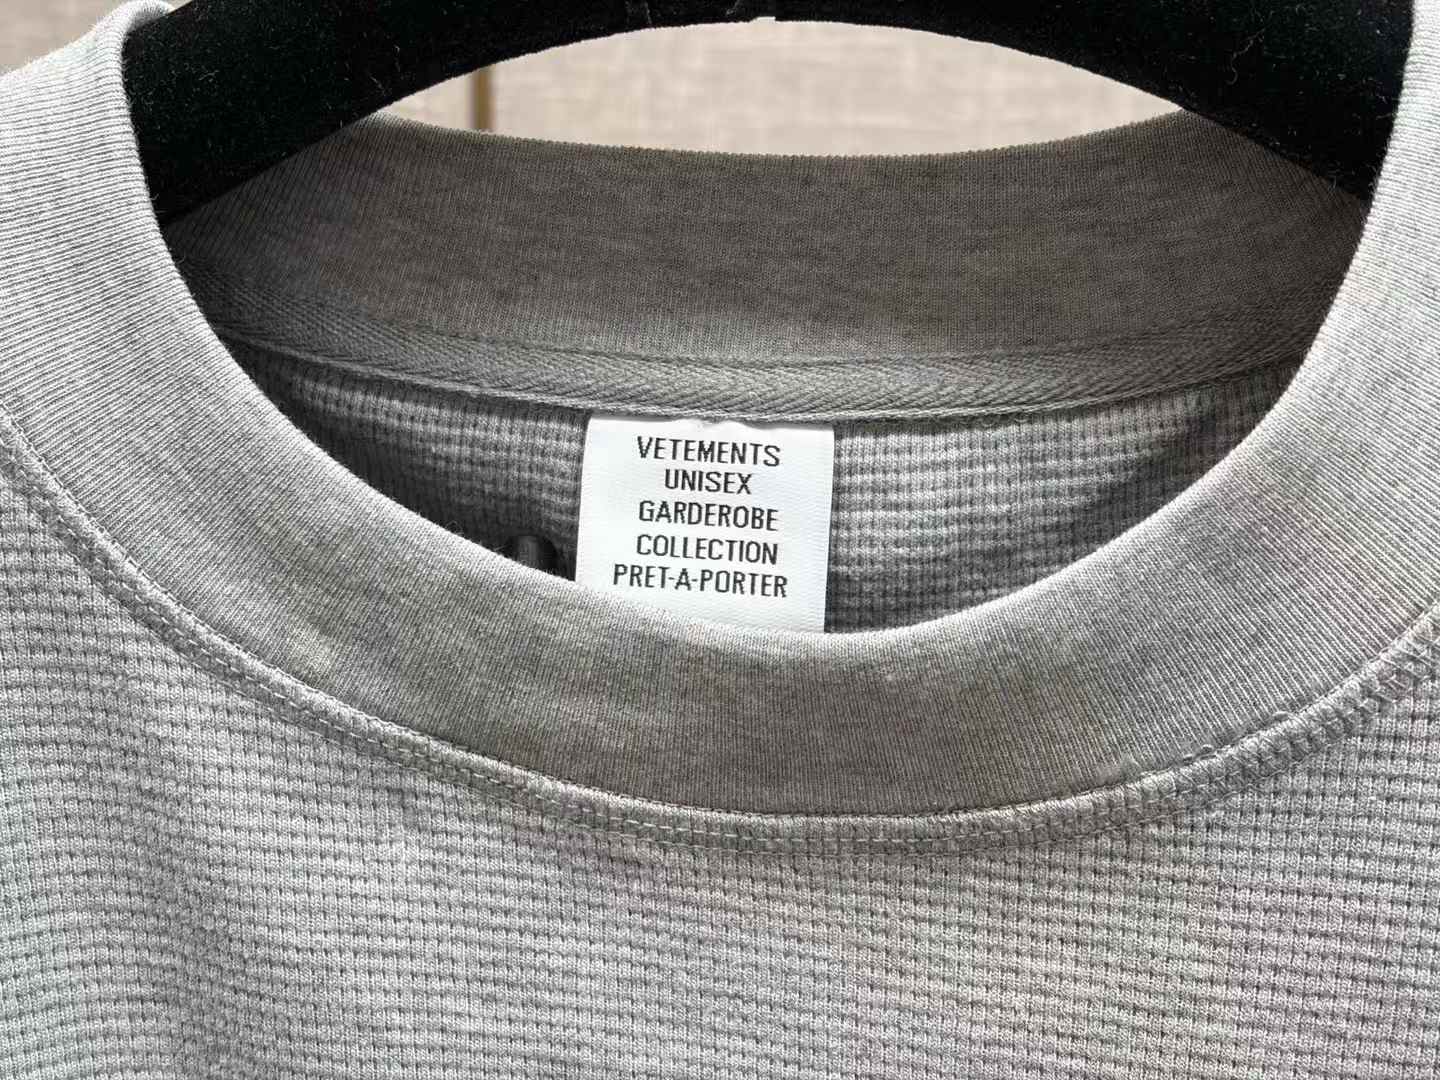 VETEMENTS
UNISEX
GARDEROBE
COLLECTION
PRET-A-PORTER